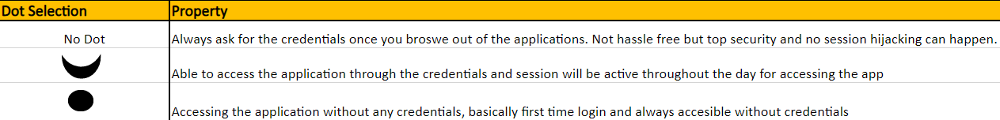 Dot Selection Property
No Dot Always ask for the credentials once you broswe out of the applications. Not hassle free but top security and no session hijacking can happen.
Able to access the application through the credentials and session will be active throughout the day for accessing the app
Accessing the application without any credentials, basically first time login and always accesible without credentials